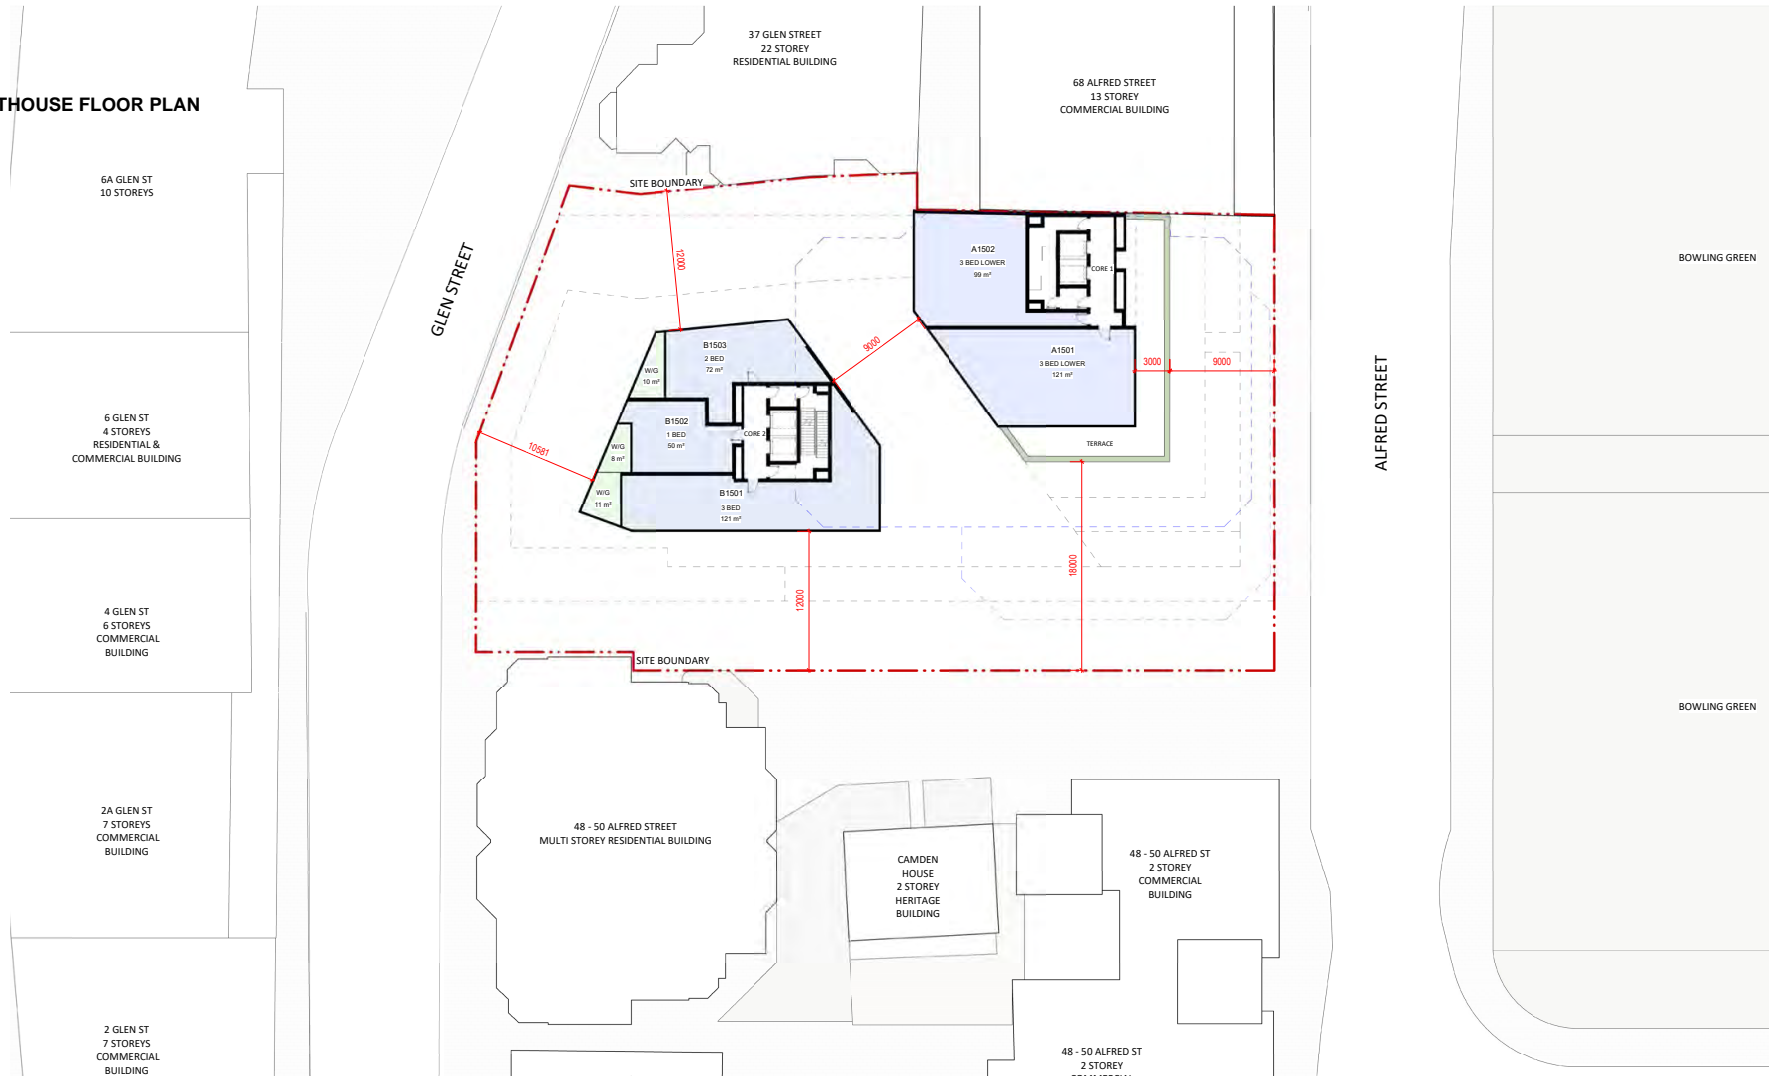 THOUSE FLOOR PLAN
37 GLEN STREET
22 STOREY
RESIDENTIAL BUILDING
68 ALFRED STREET
13 STOREY
COMMERCIAL BUILDING
6A GLEN ST
10 STOREYS
SITE BOUNDARY
GLEN STREET
12000
A1502
3 BED LOWER
99 m²
CORE 1
BOWLING GREEN
B1503
2 BED
72 m²
W/G
10 m²
9000
A1501
3 BED LOWER
121 m²
3000
9000
ALFRED STREET
6 GLEN ST
4 STOREYS
RESIDENTIAL &
COMMERCIAL BUILDING
B1502
1 BED
50 m²
CORE 2
W/G
8 m²
10581
TERRACE
W/G
11 m²
B1501
3 BED
121 m²
12000
18000
4 GLEN ST
6 STOREYS
COMMERCIAL
BUILDING
SITE BOUNDARY
BOWLING GREEN
2A GLEN ST
7 STOREYS
COMMERCIAL
BUILDING
48 - 50 ALFRED STREET
MULTI STOREY RESIDENTIAL BUILDING
CAMDEN
HOUSE
2 STOREY
HERITAGE
BUILDING
48 - 50 ALFRED ST
2 STOREY
COMMERCIAL
BUILDING
2 GLEN ST
7 STOREYS
COMMERCIAL
BUILDING
48 - 50 ALFRED ST
2 STOREY